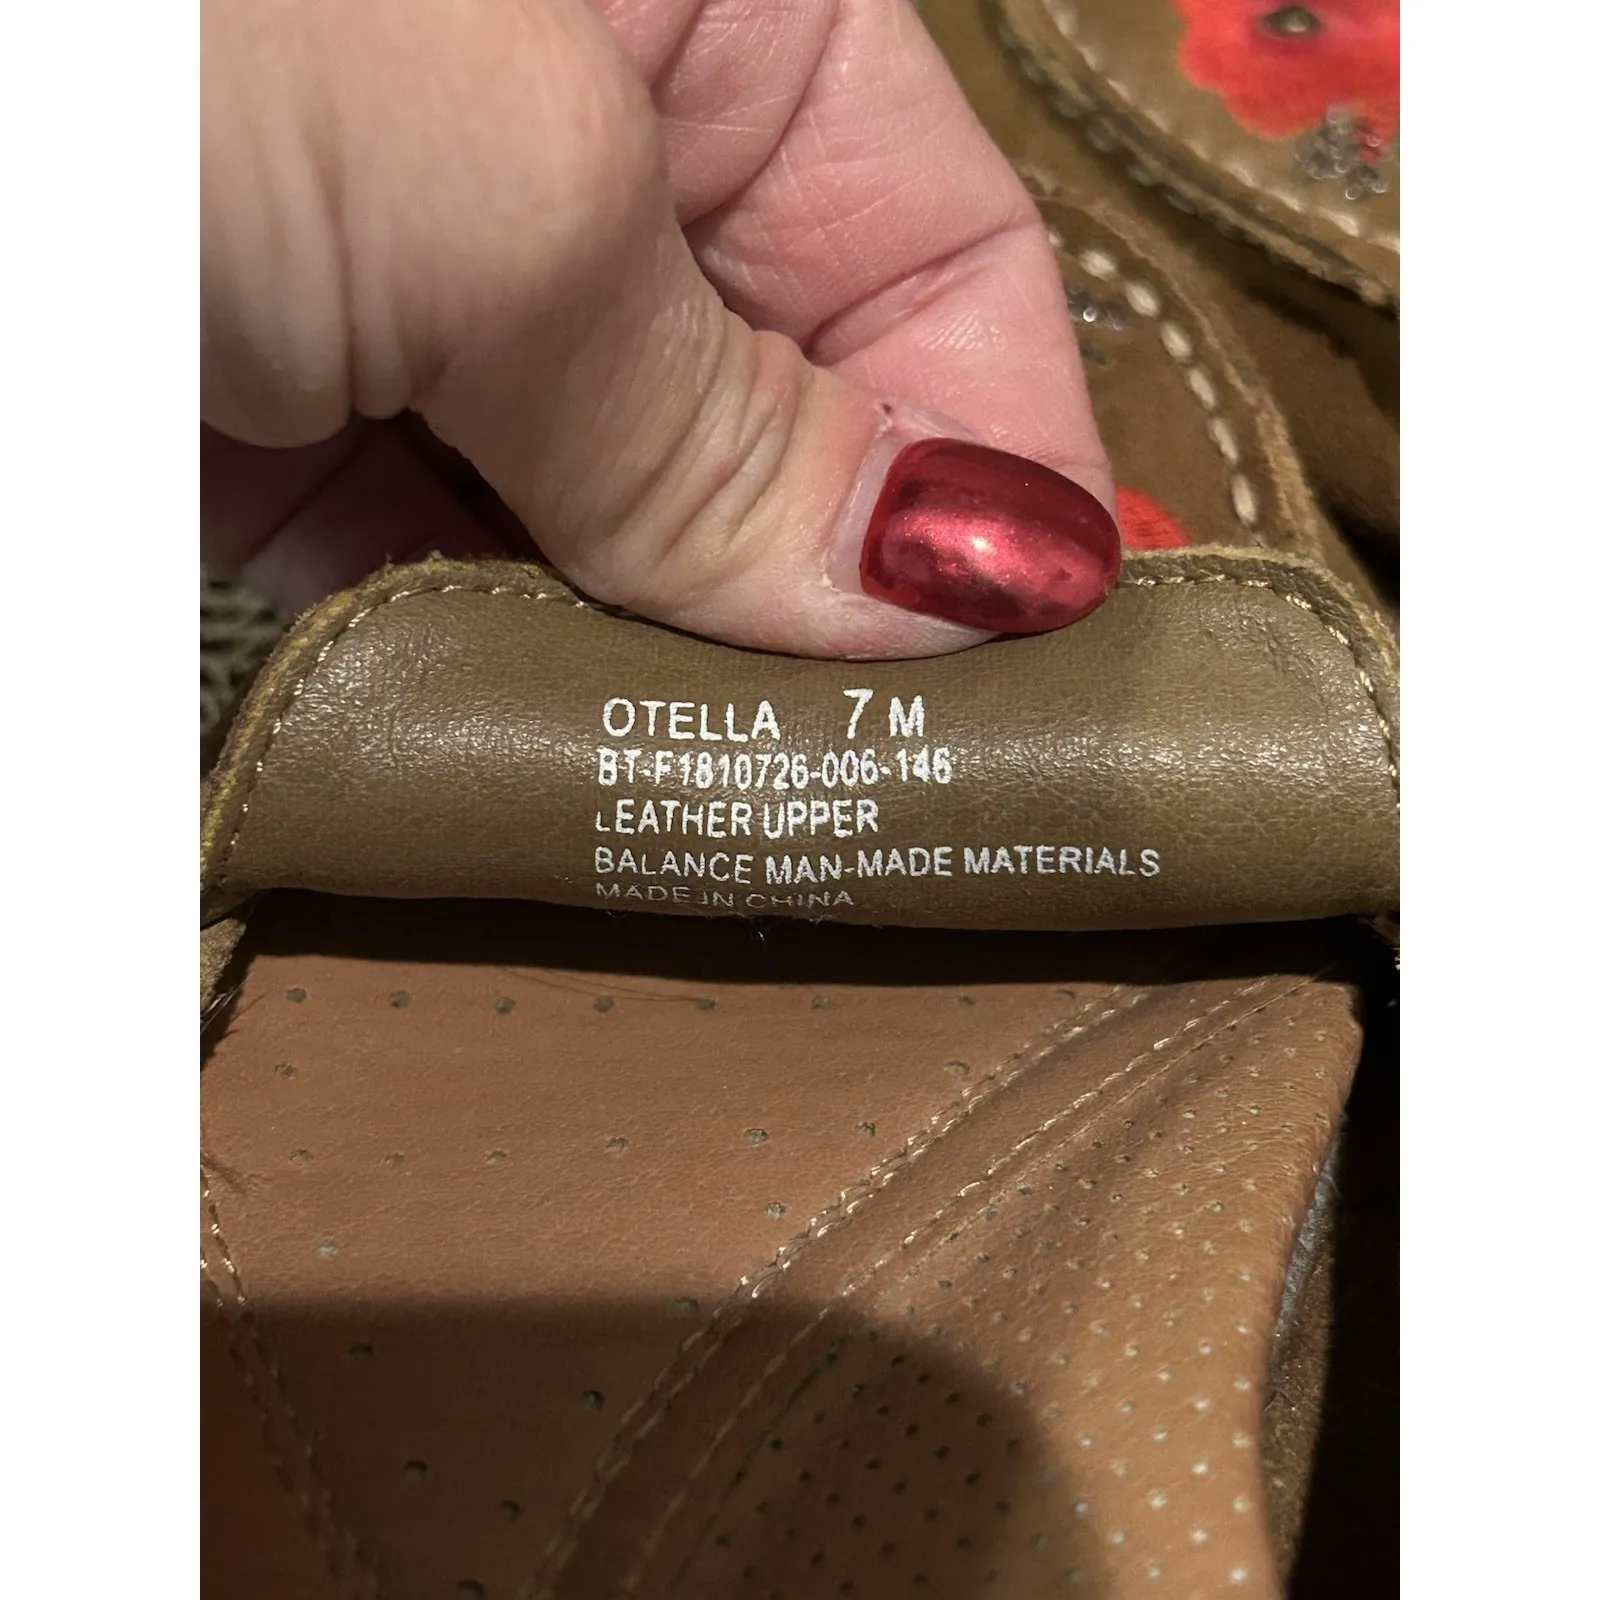 OTELLA 7 M
BT-F1810726-006-146
LEATHER UPPER
BALANCE MAN-MADE MATERIALS
MADE IN CHINA